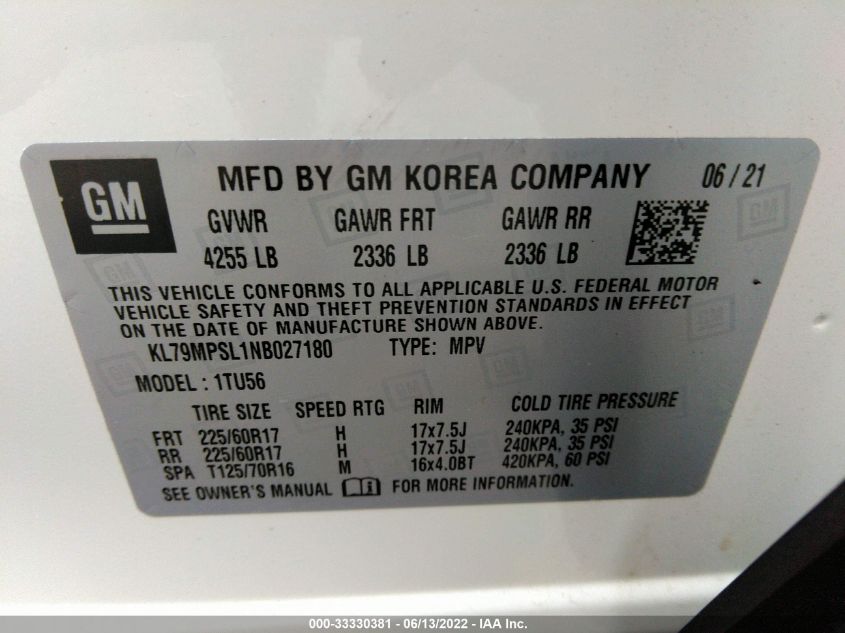 GM MFD BY GM KOREA COMPANY 06 / 21
GVWR GAWR FRT GAWR RR
4255 LB 2336 LB 2336 LB
THIS VEHICLE CONFORMS TO ALL APPLICABLE U.S. FEDERAL MOTOR
VEHICLE SAFETY AND THEFT PREVENTION STANDARDS IN EFFECT
ON THE DATE OF MANUFACTURE SHOWN ABOVE.
KL79MPSL1NB027180 TYPE: MPV
MODEL : 1TU56
TIRE SIZE SPEED RTG RIM COLD TIRE PRESSURE
FRT 225/60R17 H 17x7.5J 240KPA, 35 PSI
RR 225/60R17 H 17x7.5J 240KPA, 35 PSI
SPA T125/70R16 M 16x4.0BT 420KPA, 60 PSI
SEE OWNER'S MANUAL i FOR MORE INFORMATION.
000-33330381 - 06/13/2022 - IAA Inc.